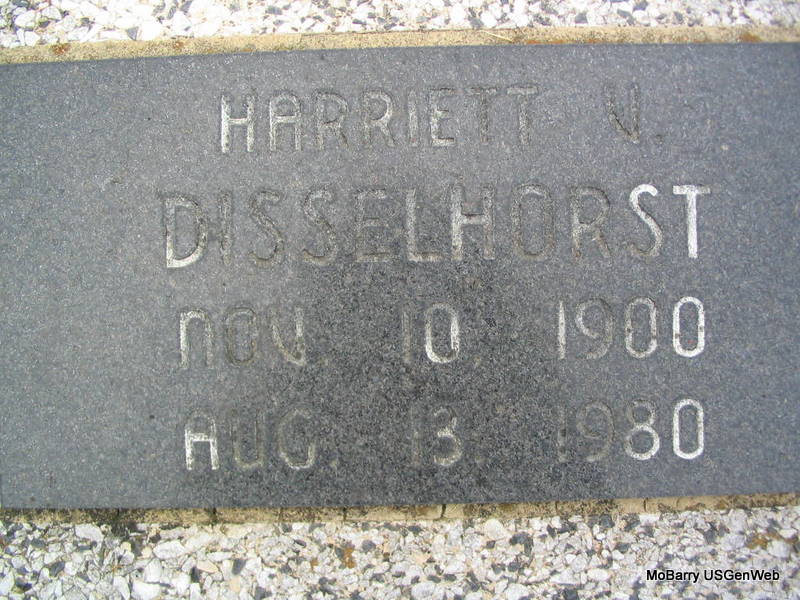 HARRIETT V.
DISSELHORST
NOV. 10, 1900
AUG. 13, 1980
MoBarry USGenWeb